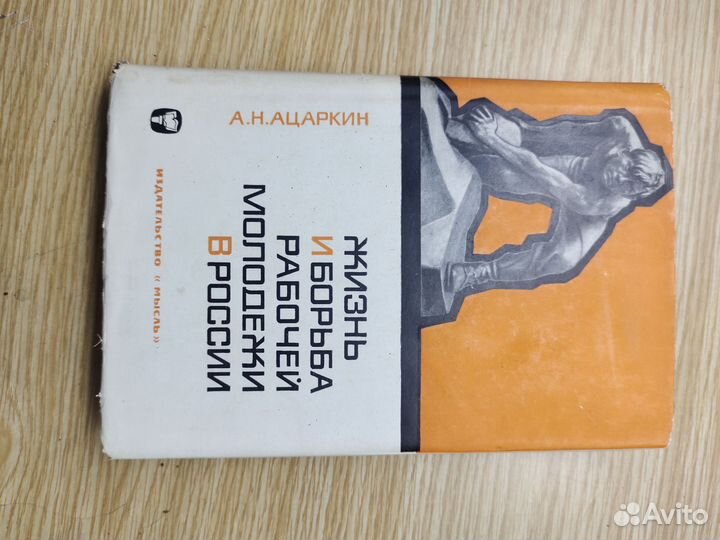 А.Н.АЦАРКИН
ЖИЗНЬ
И БОРЬБА
РАБОЧЕЙ
МОЛОДЕЖИ
В РОССИИ
ИЗДАТЕЛЬСТВО «МЫСЛЬ»
Avito